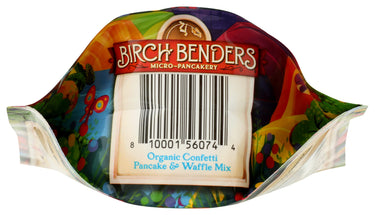 BIRCH BENDERS
MICRO-PANCAKERY
8 10001 56074 4
Organic Confetti
Pancake & Waffle Mix